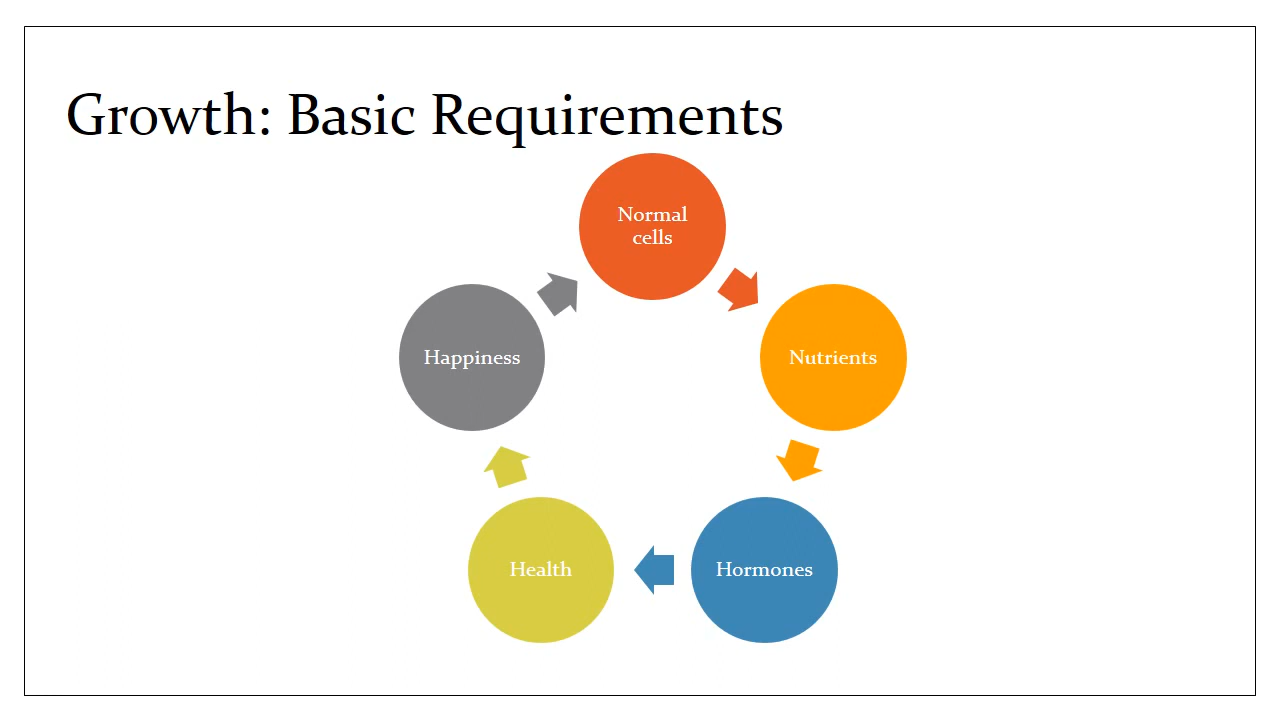 Growth: Basic Requirements
Normal
cells
Nutrients
Hormones
Health
Happiness